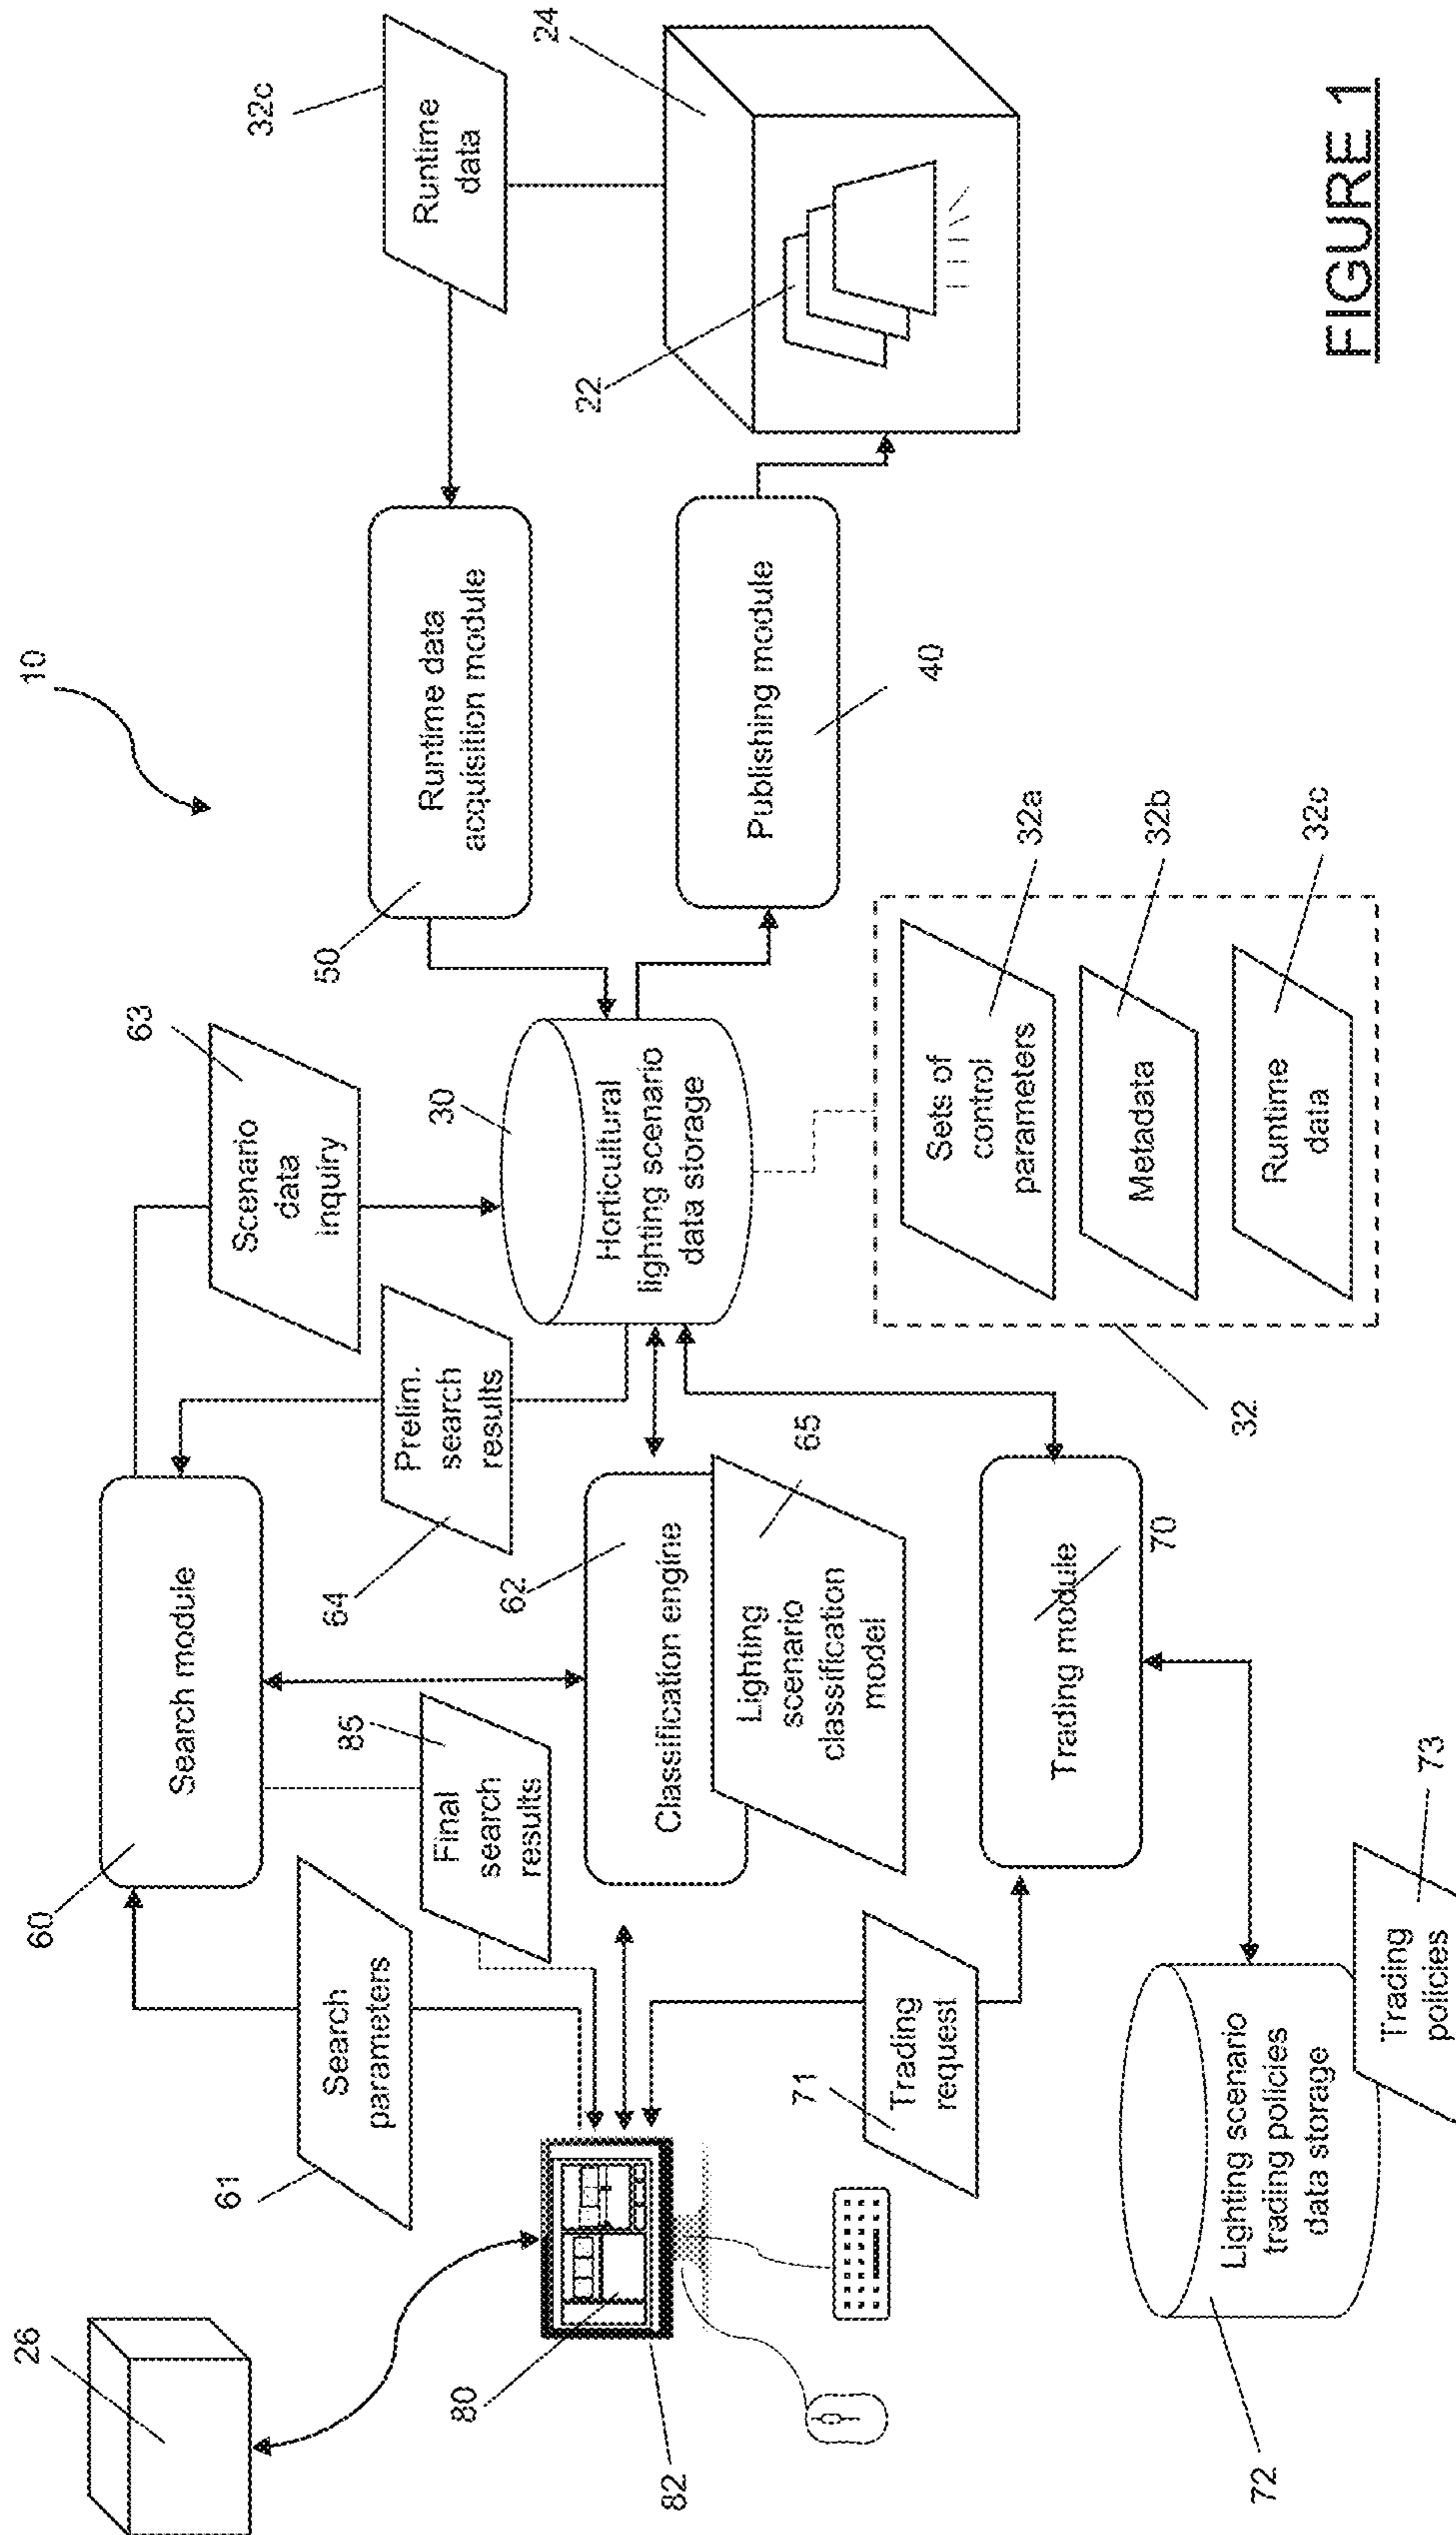 10
26
61
Search
parameters
60
Search module
63
Scenario
data
inquiry
50
Runtime data
acquisition module
32c
Runtime
data
85
Final
search
results
64
Prelim.
search
results
30
Horticultural
lighting scenario
data storage
24
22
80
82
62
Classification engine
65
Lighting
scenario
classification
model
Publishing module
40
71
Trading
request
Trading module
70
32
Sets of
control
parameters
32a
Metadata
32b
Runtime
data
32c
72
Lighting scenario
trading policies
data storage
73
Trading
policies
FIGURE 1